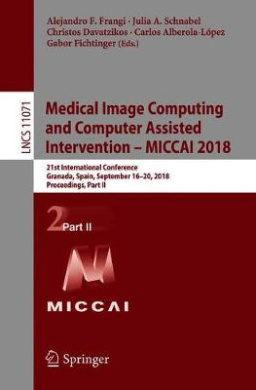 Alejandro F. Frangi · Julia A. Schnabel
Christos Davatzikos · Carlos Alberola-López
Gabor Fichtinger (Eds.)
LNCS 11071
Medical Image Computing
and Computer Assisted
Intervention – MICCAI 2018
21st International Conference
Granada, Spain, September 16–20, 2018
Proceedings, Part II
2 Part II
MICCAI
Springer